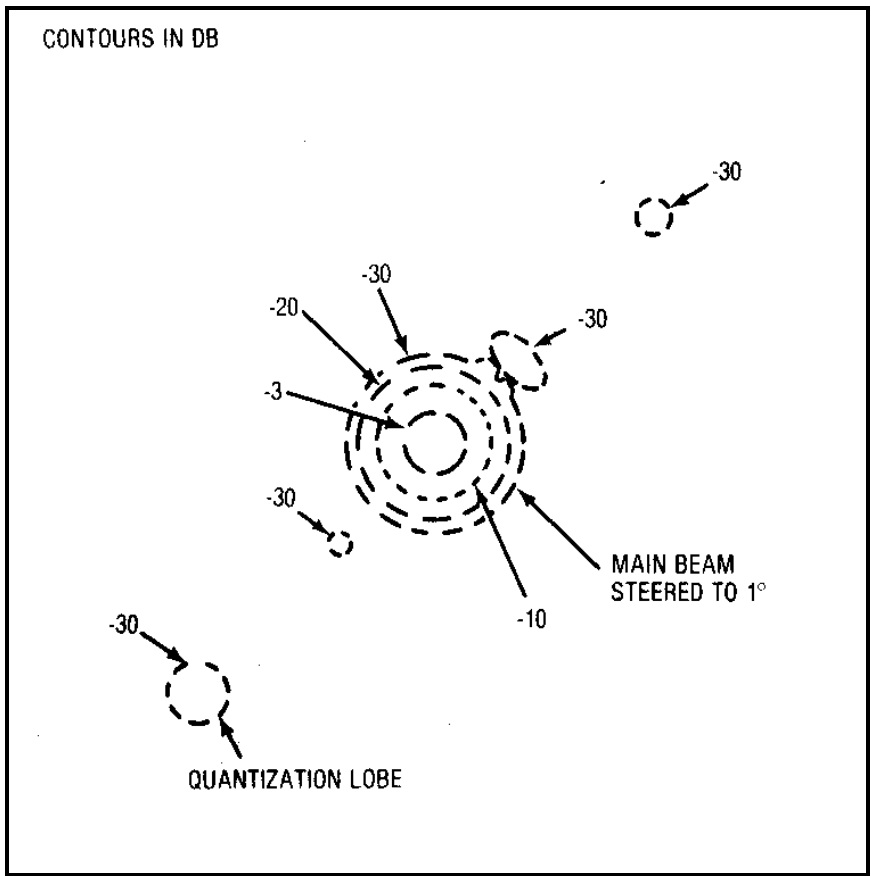 CONTOURS IN DB
-30
-30
-20
-30
-3
-30
MAIN BEAM
STEERED TO 1°
-10
-30
QUANTIZATION LOBE